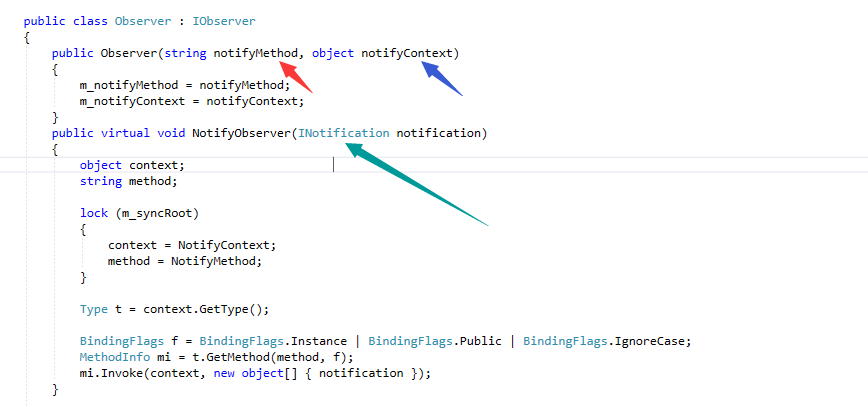 public class Observer : IObserver
{
public Observer(string notifyMethod, object notifyContext)
{
m_notifyMethod = notifyMethod;
m_notifyContext = notifyContext;
}
public virtual void NotifyObserver(INotification notification)
{
object context;
string method;
lock (m_syncRoot)
{
context = NotifyContext;
method = NotifyMethod;
}
Type t = context.GetType();
BindingFlags f = BindingFlags.Instance | BindingFlags.Public | BindingFlags.IgnoreCase;
MethodInfo mi = t.GetMethod(method, f);
mi.Invoke(context, new object[] { notification });
}